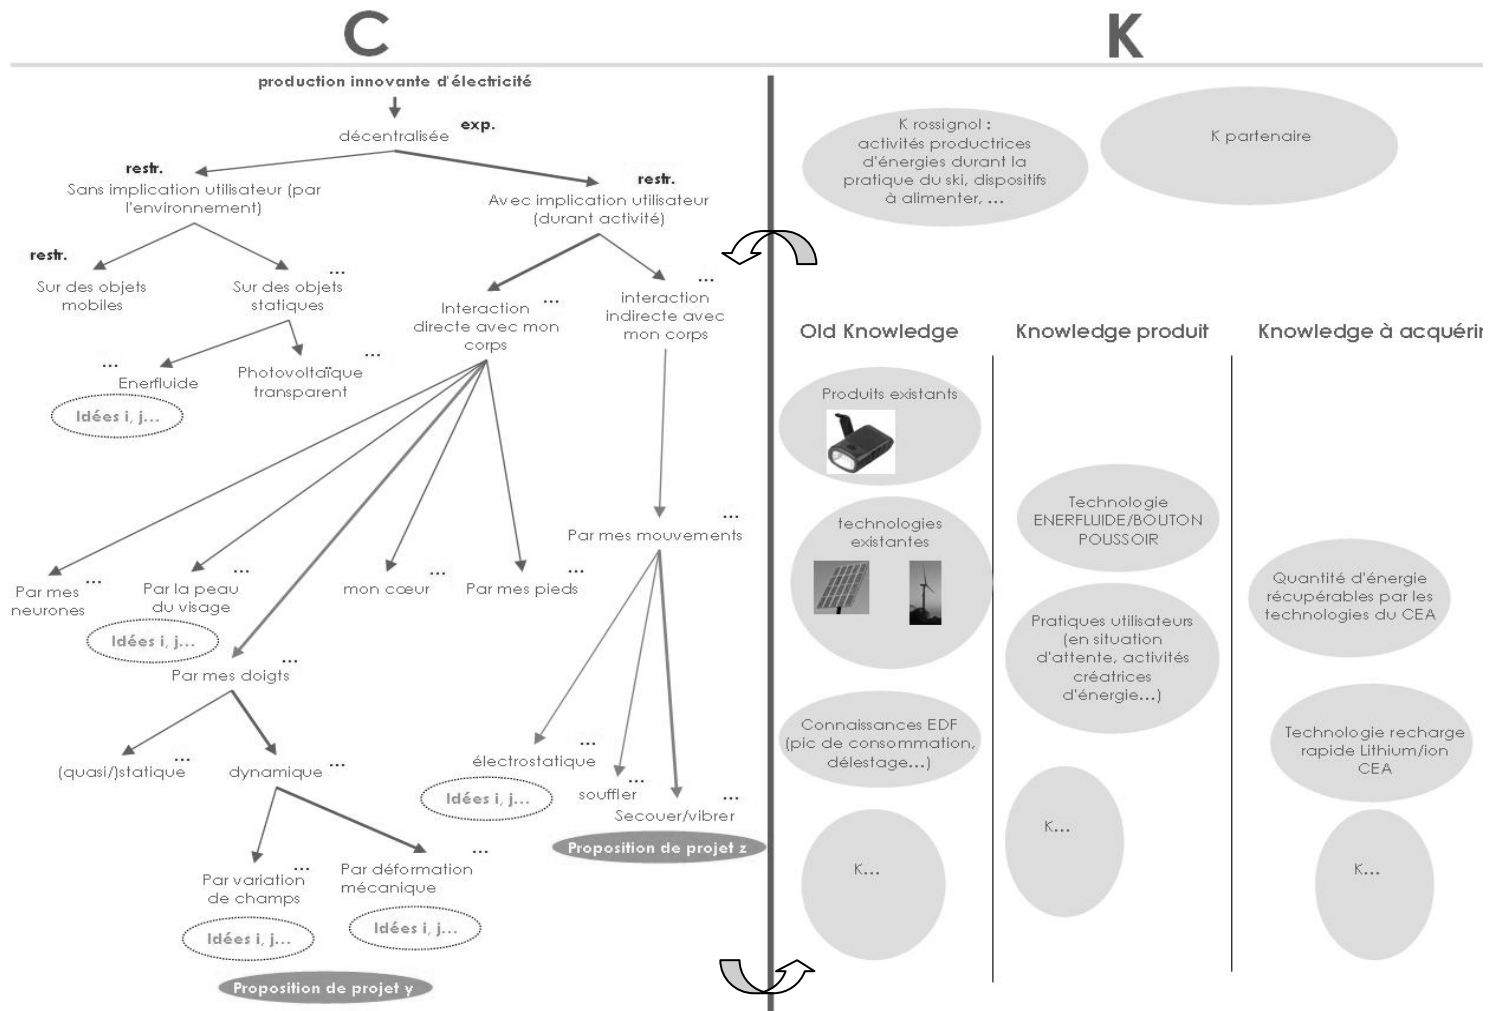 C
K
production innovante d'électricité
décentralisée
exp.
restr.
Sans implication utilisateur (par
l'environnement)
restr.
Avec implication utilisateur
(durant activité)
restr.
Sur des objets
mobiles
...
Sur des objets
statiques
...
Interaction
directe avec mon
corps
...
interaction
indirecte avec
mon corps
...
Enerfluide
Idées i, j...
...
Photovoltaïque
transparent
...
Par mes mouvements
...
Par mes
neurones
...
Par la peau
du visage
Idées i, j...
...
mon cœur
...
Par mes pieds
...
Par mes doigts
...
(quasi/)statique
...
dynamique
...
électrostatique
Idées i, j...
...
souffler
...
Secouer/vibrer
Proposition de projet z
...
Par variation
de champs
Idées i, j...
...
Par déformation
mécanique
Idées i, j...
Proposition de projet y
K rossignol :
activités productrices
d'énergies durant la
pratique du ski, dispositifs
à alimenter, ...
K partenaire
Old Knowledge
Knowledge produit
Knowledge à acquérir
Produits existants
technologies
existantes
Connaissances EDF
(pic de consommation,
délestage...)
K...
Technologie
ENERFLUIDE/BOUTON
POUSSOIR
Pratiques utilisateurs
(en situation
d'attente, activités
créatrices
d'énergie...)
K...
Quantité d'énergie
récupérables par les
technologies du CEA
Technologie recharge
rapide Lithium/ion
CEA
K...